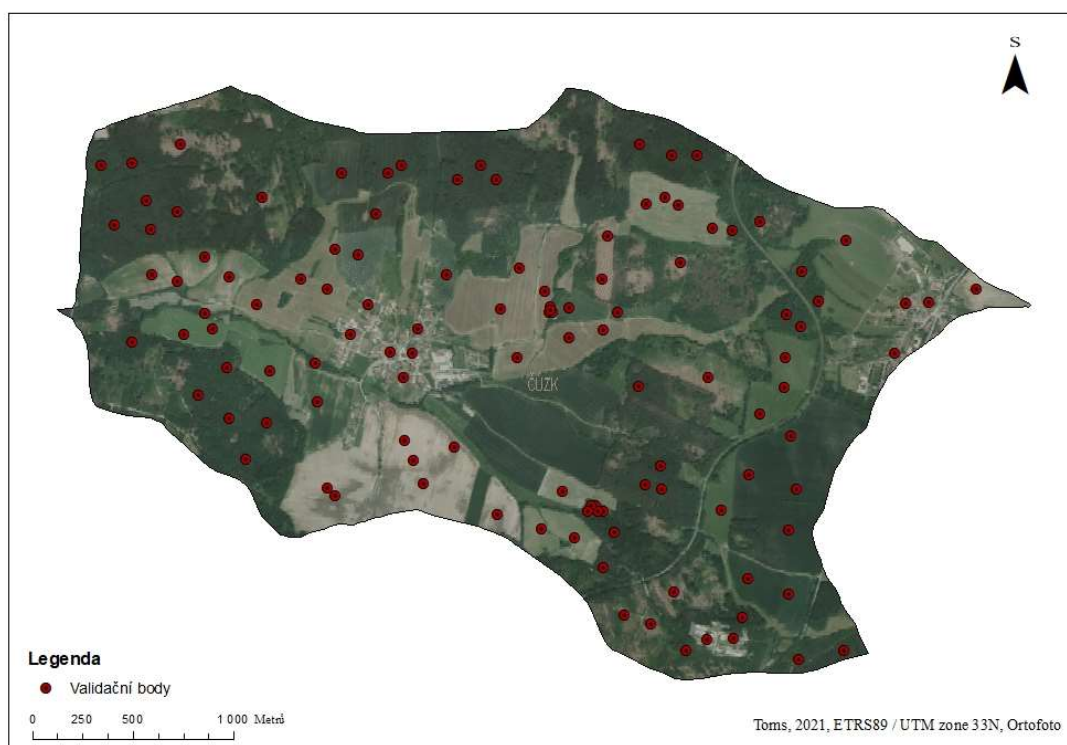 S
ČÚZK
Legenda
Validační body
0 250 500 1 000 Metrů
Toms, 2021, ETRS89 / UTM zone 33N, Ortofoto